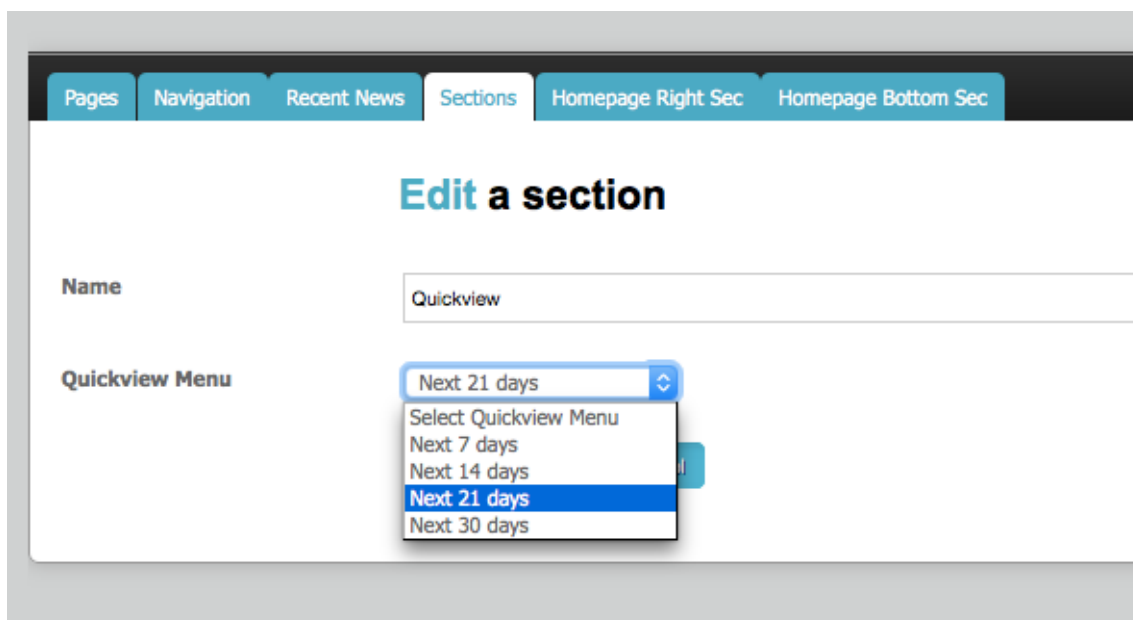 Pages Navigation Recent News Sections Homepage Right Sec Homepage Bottom Sec
Edit a section
Name
Quickview
Quickview Menu
Next 21 days
Select Quickview Menu
Next 7 days
Next 14 days
Next 21 days
Next 30 days